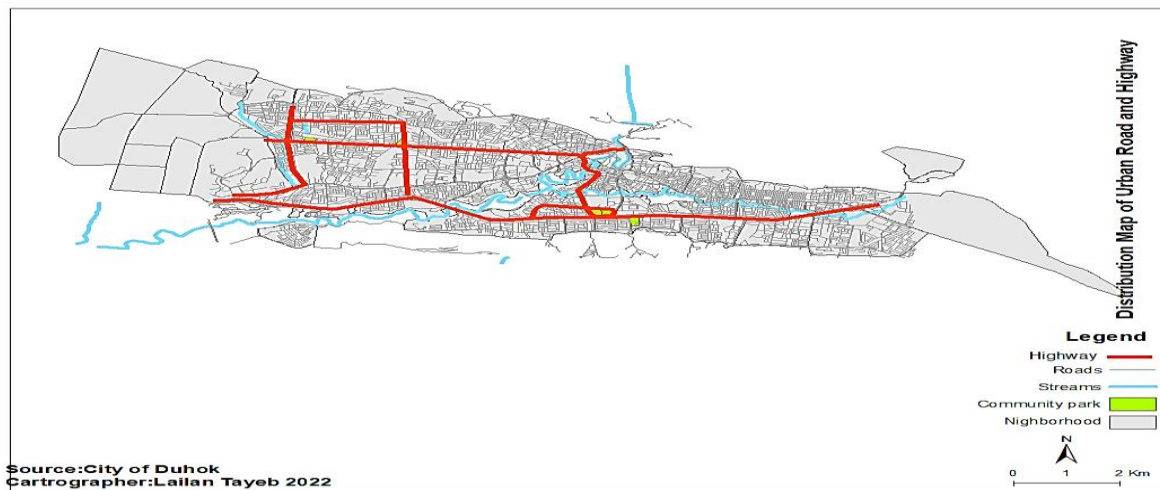 Distribution Map of Urban Road and Highway
Legend
Highway
Roads
Streams
Community park
Nighborhood
N
0 1 2 Km
Source:City of Duhok
Cartrographer:Lailan Tayeb 2022